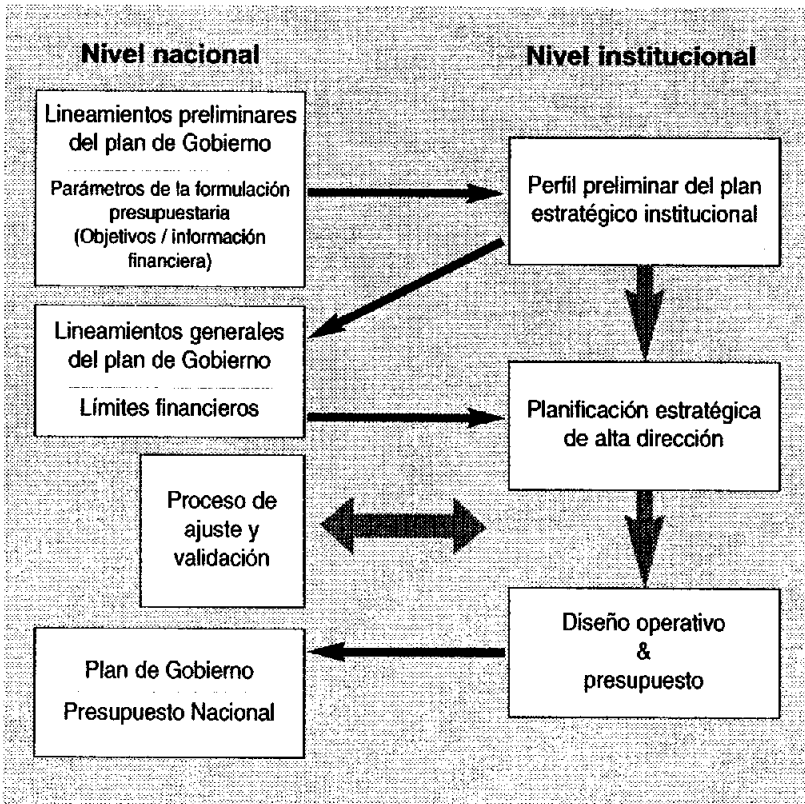 Nivel nacional
Lineamientos preliminares
del plan de Gobierno
Parámetros de la formulación
presupuestaria
(Objetivos / información
financiera)
Lineamientos generales
del plan de Gobierno
Límites financieros
Proceso de
ajuste y
validación
Plan de Gobierno
Presupuesto Nacional
Nivel institucional
Perfil preliminar del plan
estratégico institucional
Planificación estratégica
de alta dirección
Diseño operativo
&
presupuesto